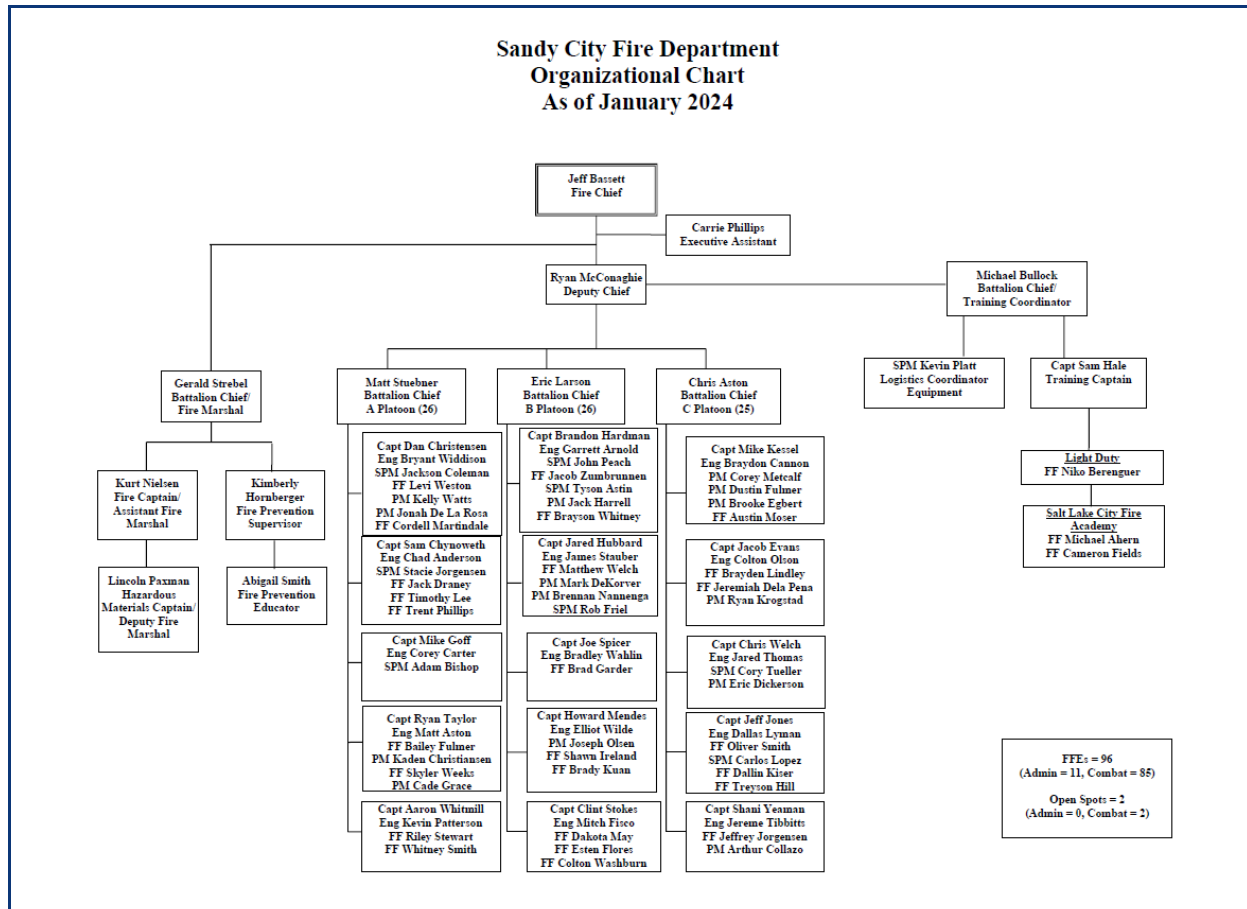 Sandy City Fire Department
Organizational Chart
As of January 2024
Jeff Bassett
Fire Chief
Carrie Phillips
Executive Assistant
Ryan McConaghie
Deputy Chief
Michael Bullock
Battalion Chief/
Training Coordinator
Gerald Strebel
Battalion Chief/
Fire Marshal
Matt Stuebner
Battalion Chief
A Platoon (26)
Eric Larson
Battalion Chief
B Platoon (26)
Chris Aston
Battalion Chief
C Platoon (25)
SPM Kevin Platt
Logistics Coordinator
Equipment
Capt Sam Hale
Training Captain
Kurt Nielsen
Fire Captain/
Assistant Fire
Marshal
Kimberly
Hornberger
Fire Prevention
Supervisor
Lincoln Paxman
Hazardous
Materials Captain/
Deputy Fire
Marshal
Abigail Smith
Fire Prevention
Educator
Capt Dan Christensen
Eng Bryant Widdison
SPM Jackson Coleman
FF Levi Weston
PM Kelly Watts
PM Jonah De La Rosa
FF Cordell Martindale
Capt Sam Chynoweth
Eng Chad Anderson
SPM Stacie Jorgensen
FF Jack Draney
FF Timothy Lee
FF Trent Phillips
Capt Mike Goff
Eng Corey Carter
SPM Adam Bishop
Capt Ryan Taylor
Eng Matt Aston
FF Bailey Fulmer
PM Kaden Christiansen
FF Skyler Weeks
PM Cade Grace
Capt Aaron Whitmill
Eng Kevin Patterson
FF Riley Stewart
FF Whitney Smith
Capt Brandon Hardman
Eng Garrett Arnold
SPM John Peach
FF Jacob Zumbrunnen
SPM Tyson Astin
PM Jack Harrell
FF Brayson Whitney
Capt Jared Hubbard
Eng James Stauber
FF Matthew Welch
PM Mark DeKorver
PM Brennan Nannenga
SPM Rob Friel
Capt Joe Spicer
Eng Bradley Wahlin
FF Brad Garder
Capt Howard Mendes
Eng Elliot Wilde
PM Joseph Olsen
FF Shawn Ireland
FF Brady Kuan
Capt Clint Stokes
Eng Mitch Fisco
FF Dakota May
FF Esten Flores
FF Colton Washburn
Capt Mike Kessel
Eng Braydon Cannon
PM Corey Metcalf
PM Dustin Fulmer
PM Brooke Egbert
FF Austin Moser
Capt Jacob Evans
Eng Colton Olson
FF Brayden Lindley
FF Jeremiah Dela Pena
PM Ryan Krogstad
Capt Chris Welch
Eng Jared Thomas
SPM Cory Tueller
PM Eric Dickerson
Capt Jeff Jones
Eng Dallas Lyman
FF Oliver Smith
SPM Carlos Lopez
FF Dallin Kiser
FF Treyson Hill
Capt Shani Yeaman
Eng Jereme Tibbitts
FF Jeffrey Jorgensen
PM Arthur Collazo
Light Duty
FF Niko Berenguer
Salt Lake City Fire
Academy
FF Michael Ahern
FF Cameron Fields
FFEs = 96
(Admin = 11, Combat = 85)
Open Spots = 2
(Admin = 0, Combat = 2)